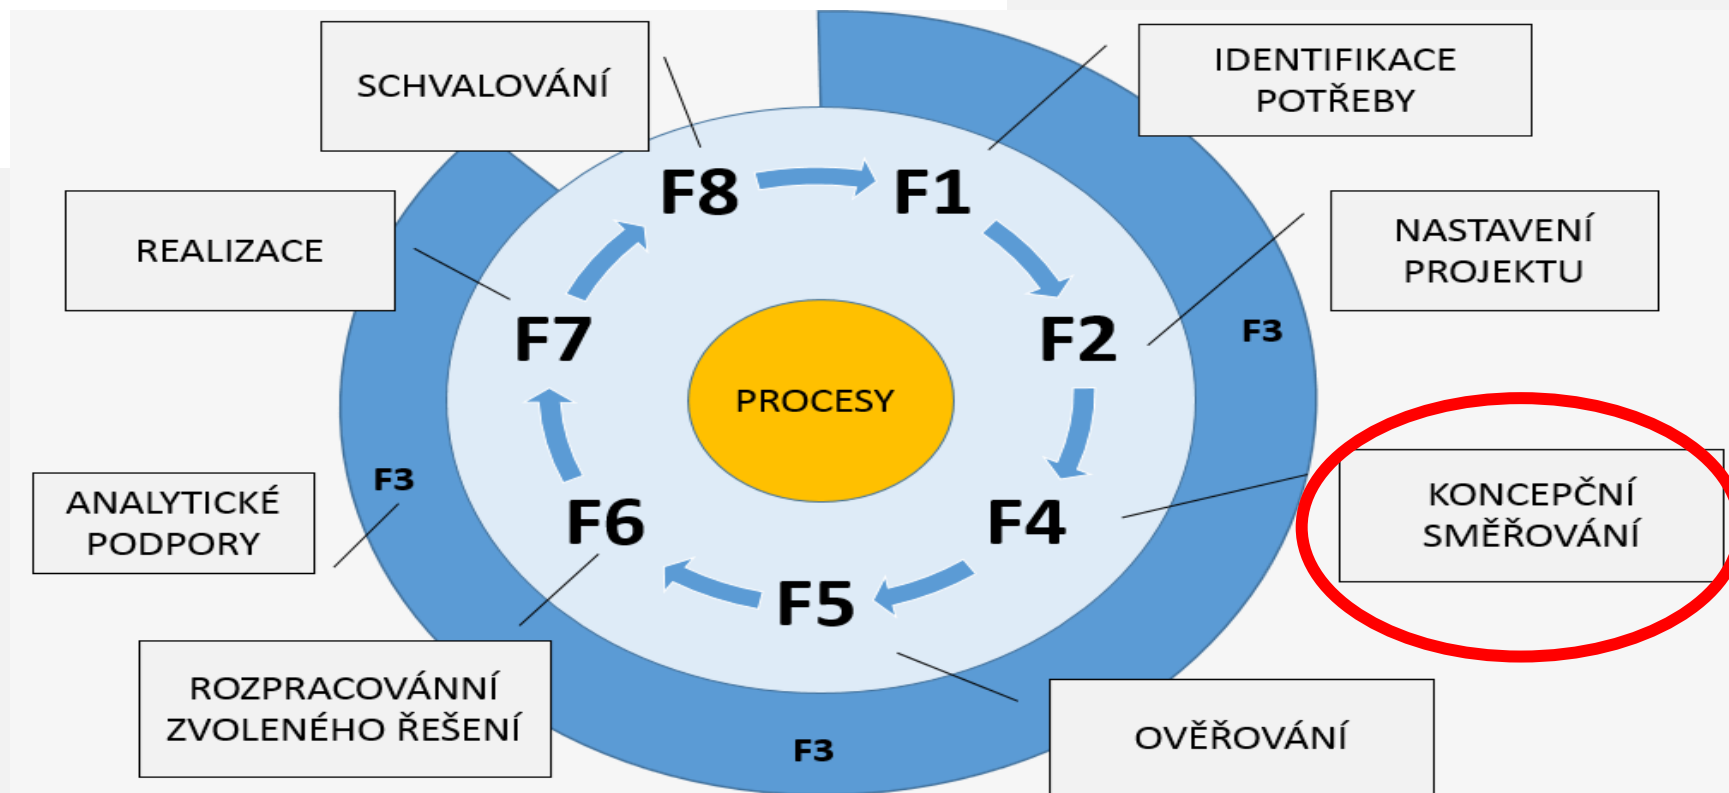 SCHVALOVÁNÍ
IDENTIFIKACE
POTŘEBY
F8
F1
REALIZACE
NASTAVENÍ
PROJEKTU
F7
F2
F3
PROCESY
F3
ANALYTICKÉ
PODPORY
F6
F4
KONCEPČNÍ
SMĚŘOVÁNÍ
F5
ROZPRACOVÁNNÍ
ZVOLENÉHO ŘEŠENÍ
F3
OVĚŘOVÁNÍ